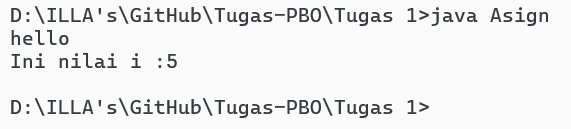 D:\ILLA's\GitHub\Tugas-PBO\Tugas 1>java Asign
hello
Ini nilai i :5
D:\ILLA's\GitHub\Tugas-PBO\Tugas 1>